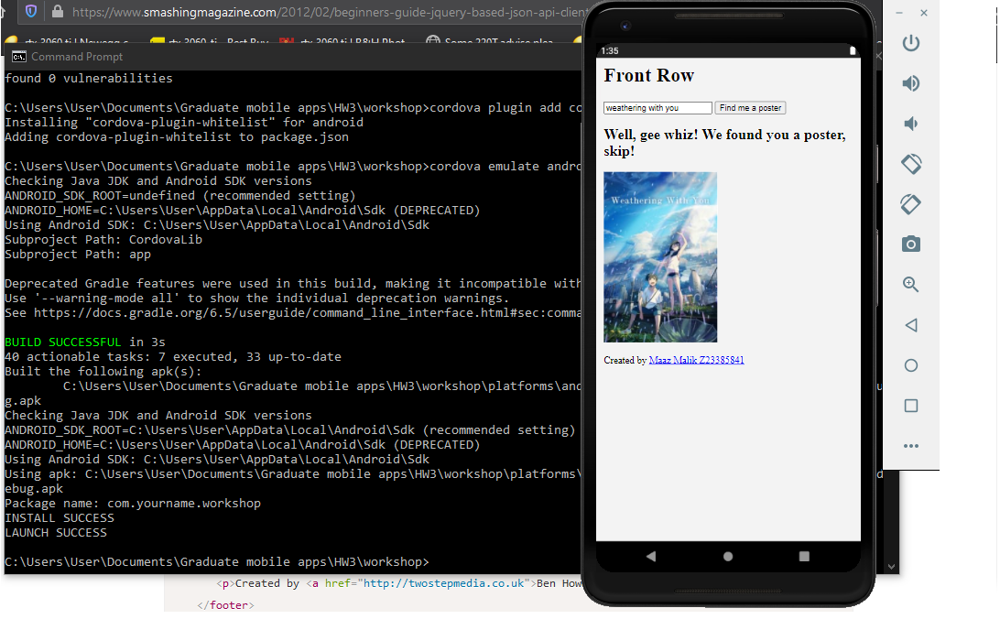 https://www.smashingmagazine.com/2012/02/beginners-guide-jquery-based-json-api-client
rtx 3060 ti | Newegg.c
rtx 3060 ti - Best Buy
rtx 3060 ti | B&H Phot
Some 220T advise plea
Command Prompt
found 0 vulnerabilities
C:\Users\User\Documents\Graduate mobile apps\HW3\workshop>cordova plugin add co
Installing "cordova-plugin-whitelist" for android
Adding cordova-plugin-whitelist to package.json
C:\Users\User\Documents\Graduate mobile apps\HW3\workshop>cordova emulate andro
Checking Java JDK and Android SDK versions
ANDROID_SDK_ROOT=undefined (recommended setting)
ANDROID_HOME=C:\Users\User\AppData\Local\Android\Sdk (DEPRECATED)
Using Android SDK: C:\Users\User\AppData\Local\Android\Sdk
Subproject Path: CordovaLib
Subproject Path: app
Deprecated Gradle features were used in this build, making it incompatible with
Use '--warning-mode all' to show the individual deprecation warnings.
See https://docs.gradle.org/6.5/userguide/command_line_interface.html#sec:comma
BUILD SUCCESSFUL in 3s
40 actionable tasks: 7 executed, 33 up-to-date
Built the following apk(s):
C:\Users\User\Documents\Graduate mobile apps\HW3\workshop\platforms\and
u
g.apk
Checking Java JDK and Android SDK versions
ANDROID_SDK_ROOT=C:\Users\User\AppData\Local\Android\Sdk (recommended setting)
ANDROID_HOME=C:\Users\User\AppData\Local\Android\Sdk (DEPRECATED)
Using Android SDK: C:\Users\User\AppData\Local\Android\Sdk
Using apk: C:\Users\User\Documents\Graduate mobile apps\HW3\workshop\platforms\
d
ebug.apk
Package name: com.yourname.workshop
INSTALL SUCCESS
LAUNCH SUCCESS
C:\Users\User\Documents\Graduate mobile apps\HW3\workshop>
<p>Created by <a href="http://twostepmedia.co.uk">Ben How
</footer>
1:35
Front Row
weathering with you
Find me a poster
Well, gee whiz! We found you a poster,
skip!
Weathering With You
Created by Maaz Malik Z23385841